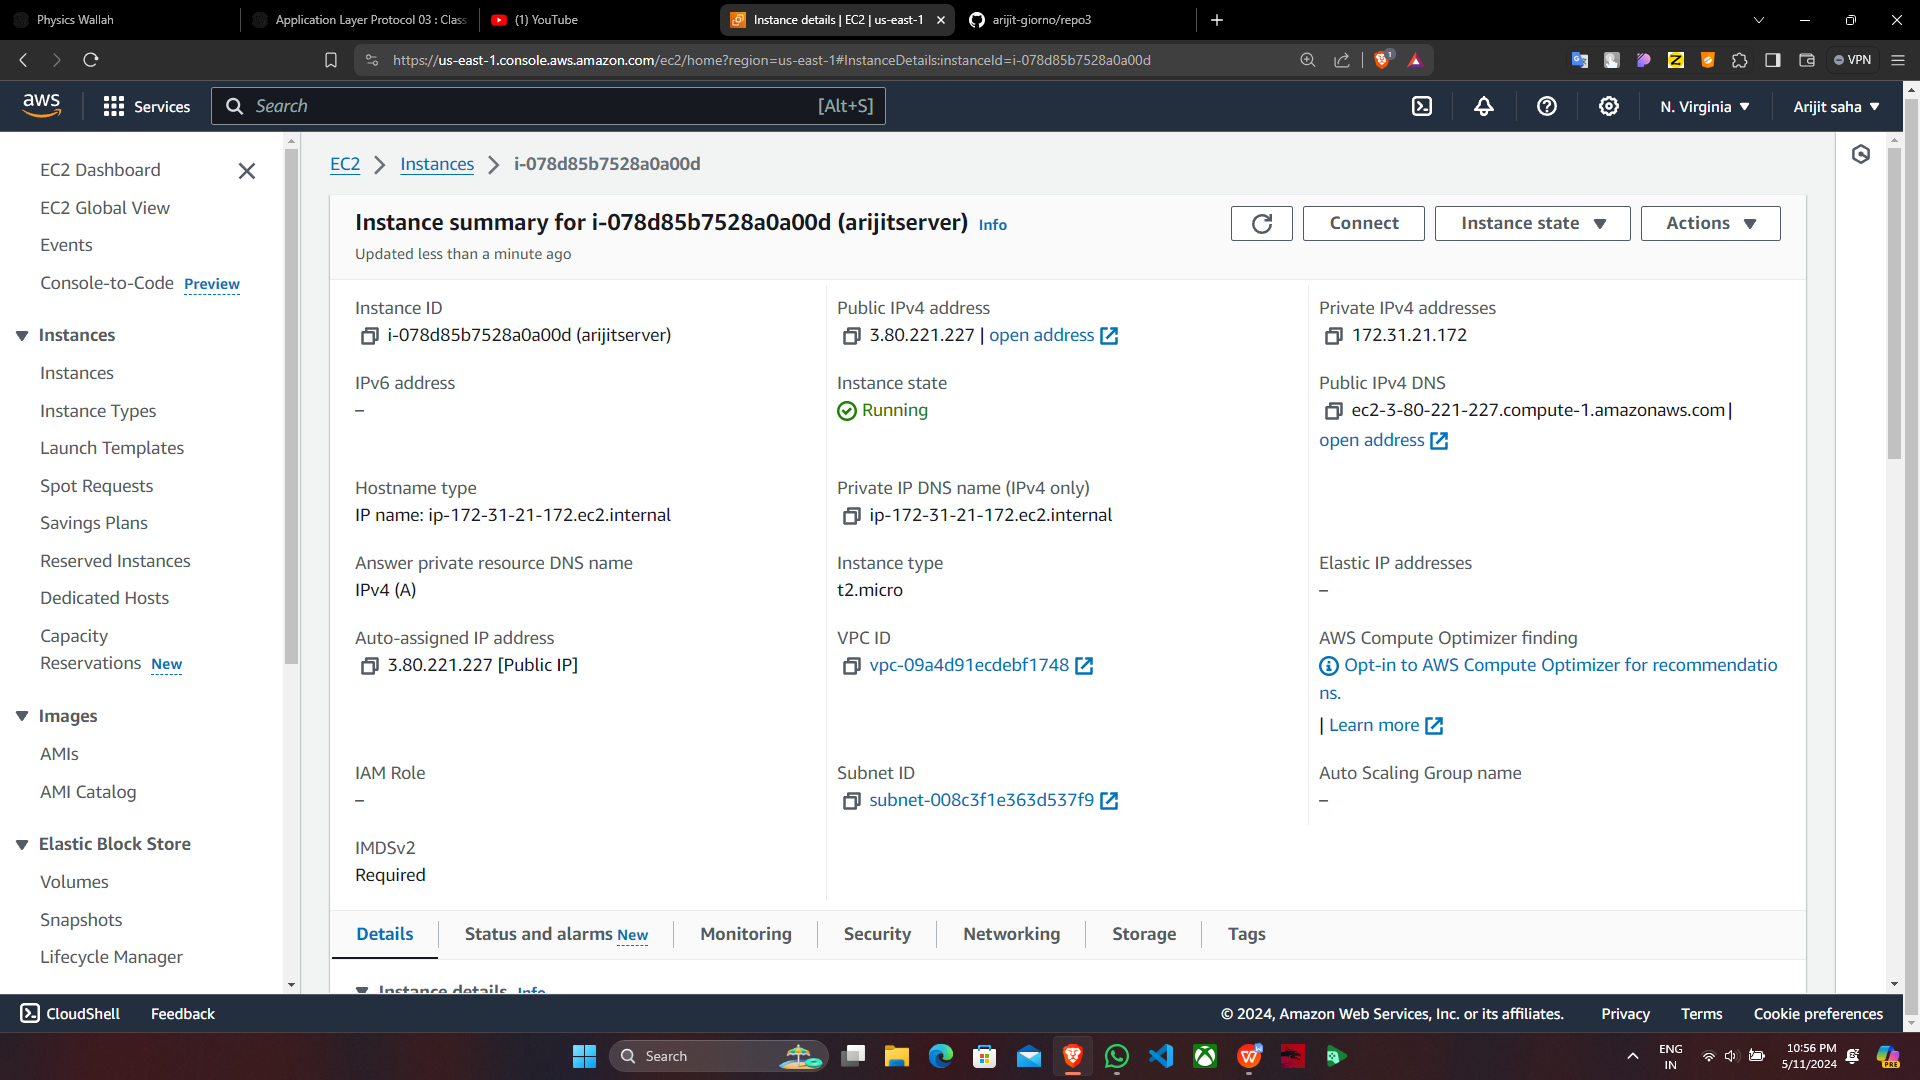 Physics Wallah
Application Layer Protocol 03 : Class
(1) YouTube
Instance details | EC2 | us-east-1
arijit-giorno/repo3
https://us-east-1.console.aws.amazon.com/ec2/home?region=us-east-1#InstanceDetails:instanceId=i-078d85b7528a0a00d
1
VPN
aws
Services
Search
[Alt+S]
N. Virginia
Arijit saha
EC2 Dashboard
EC2 Global View
Events
Console-to-Code Preview
Instances
Instances
Instance Types
Launch Templates
Spot Requests
Savings Plans
Reserved Instances
Dedicated Hosts
Capacity
Reservations New
Images
AMIs
AMI Catalog
Elastic Block Store
Volumes
Snapshots
Lifecycle Manager
EC2 > Instances > i-078d85b7528a0a00d
Instance summary for i-078d85b7528a0a00d (arijitserver) Info
Updated less than a minute ago
Connect
Instance state
Actions
Instance ID
i-078d85b7528a0a00d (arijitserver)
Public IPv4 address
3.80.221.227 | open address
Private IPv4 addresses
172.31.21.172
IPv6 address
–
Instance state
Running
Public IPv4 DNS
ec2-3-80-221-227.compute-1.amazonaws.com |
open address
Hostname type
IP name: ip-172-31-21-172.ec2.internal
Private IP DNS name (IPv4 only)
ip-172-31-21-172.ec2.internal
Answer private resource DNS name
IPv4 (A)
Instance type
t2.micro
Elastic IP addresses
–
Auto-assigned IP address
3.80.221.227 [Public IP]
VPC ID
vpc-09a4d91ecdebf1748
AWS Compute Optimizer finding
Opt-in to AWS Compute Optimizer for recommendatio
ns.
| Learn more
IAM Role
–
Subnet ID
subnet-008c3f1e363d537f9
Auto Scaling Group name
–
IMDSv2
Required
Details
Status and alarms New
Monitoring
Security
Networking
Storage
Tags
Instance details Info
CloudShell
Feedback
© 2024, Amazon Web Services, Inc. or its affiliates.
Privacy
Terms
Cookie preferences
Search
ENG
IN
10:56 PM
5/11/2024
PRE